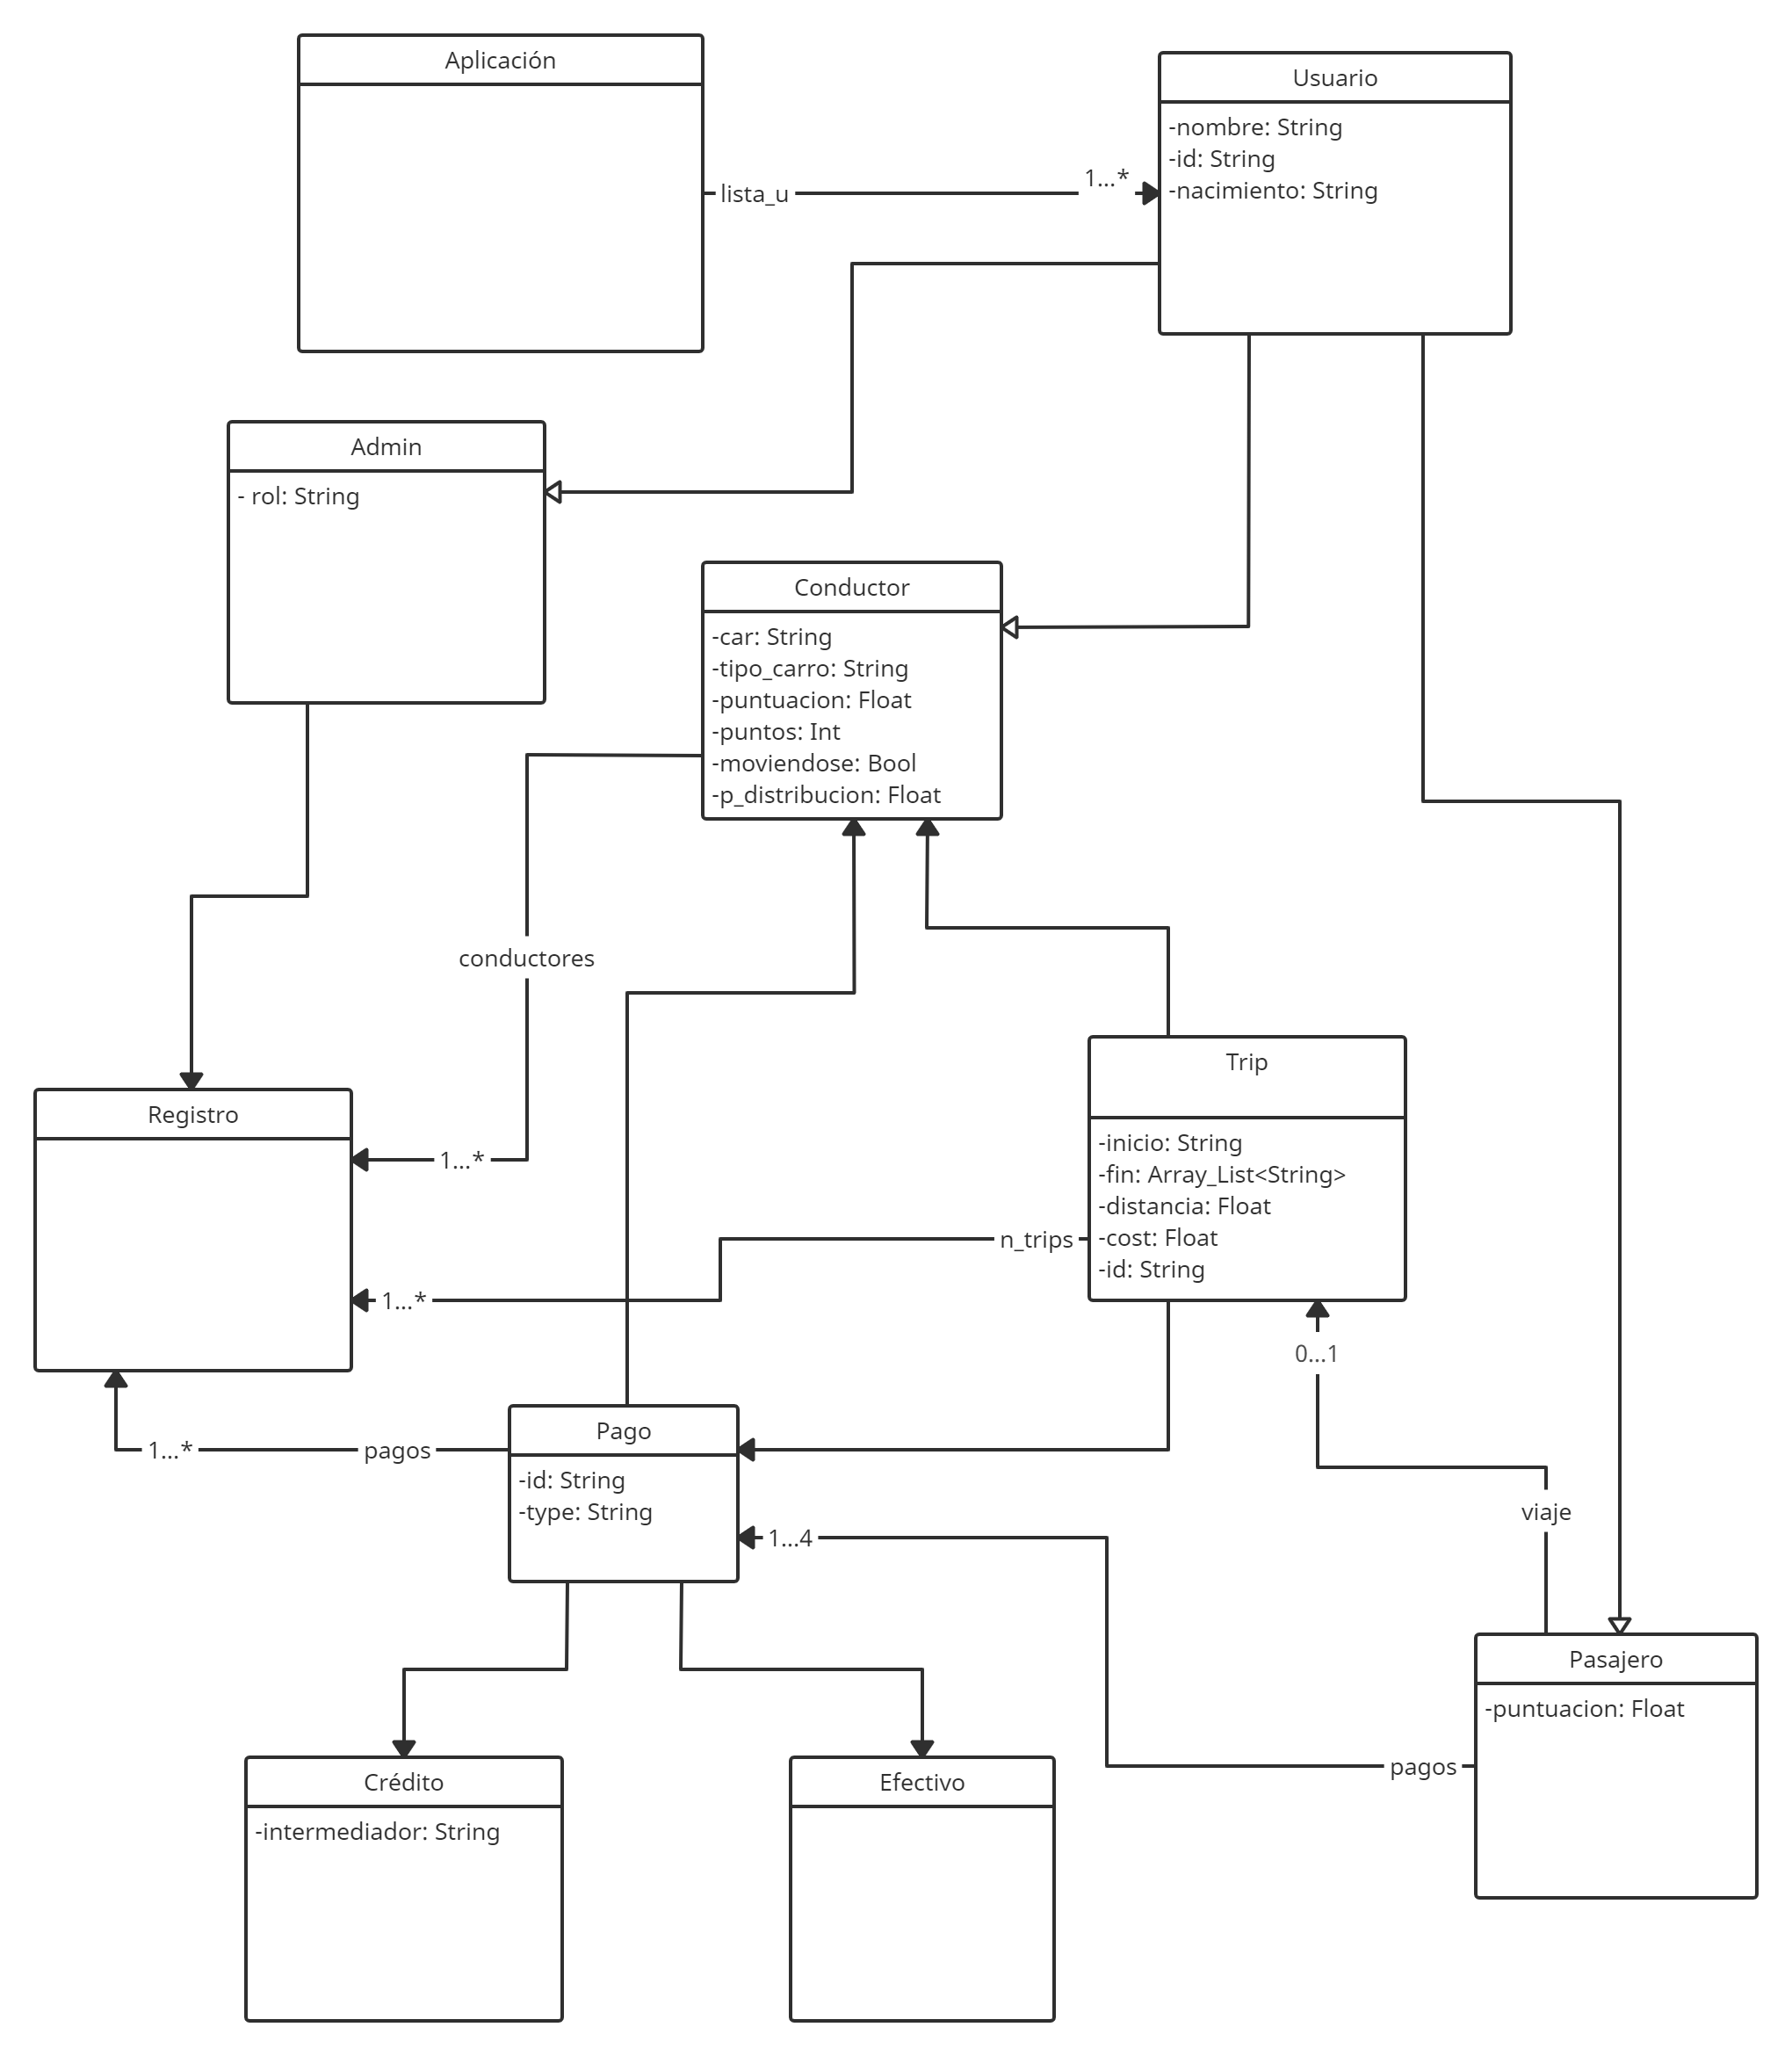 Aplicación
Usuario
-nombre: String
-id: String
-nacimiento: String
lista_u
1...*
Admin
- rol: String
Conductor
-car: String
-tipo_carro: String
-puntuacion: Float
-puntos: Int
-moviendose: Bool
-p_distribucion: Float
conductores
Trip
-inicio: String
-fin: Array_List<String>
-distancia: Float
-cost: Float
-id: String
Registro
1...*
n_trips
1...*
0...1
1...*
pagos
Pago
-id: String
-type: String
viaje
1...4
Pasajero
-puntuacion: Float
pagos
Crédito
-intermediador: String
Efectivo